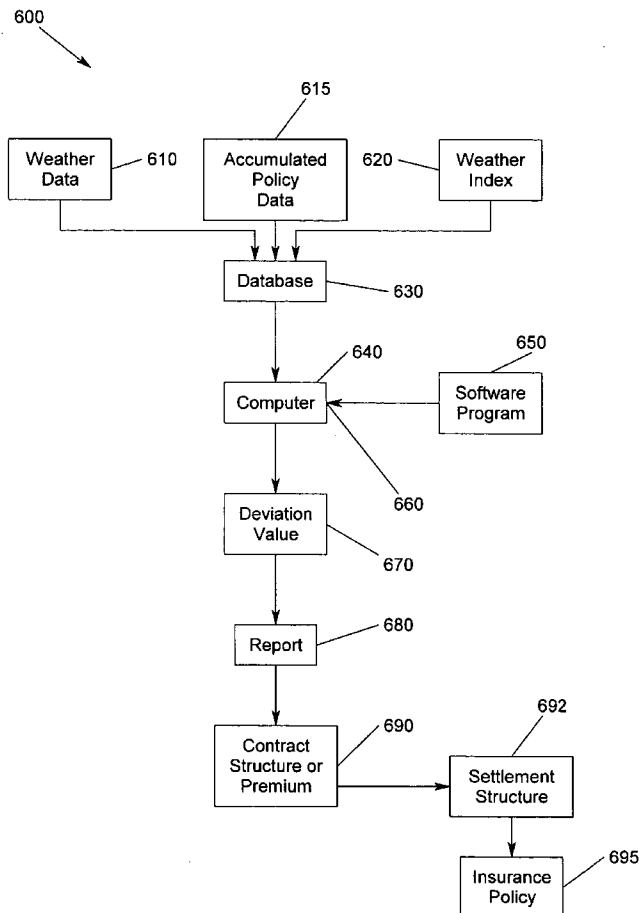 600
615
Weather
Data
610
Accumulated
Policy
Data
620
Weather
Index
Database
630
640
650
Computer
Software
Program
660
Deviation
Value
670
680
Report
690
692
Contract
Structure or
Premium
Settlement
Structure
695
Insurance
Policy